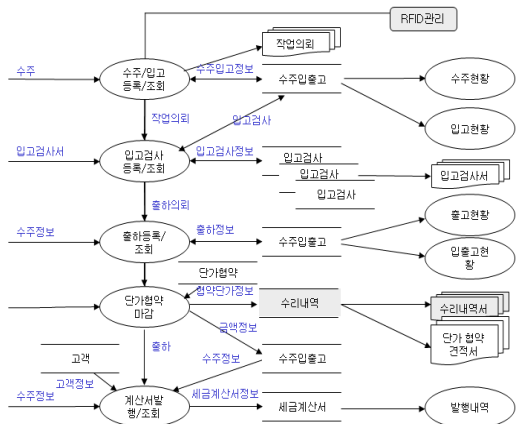 RFID관리
작업의뢰
수주
수주/입고
등록/조회
수주입고정보
수주입출고
수주현황
작업의뢰
입고검사
입고현황
입고검사서
입고검사
등록/조회
입고검사정보
입고검사
입고검사
입고검사
입고검사서
출하의뢰
출고현황
수주정보
출하등록/
조회
출하정보
수주입출고
입출고현
황
단가협약
단가협약
마감
협약단가정보
수리내역
수리내역서
금액정보
단가 협약
견적서
출하
고객
수주정보
수주입출고
고객정보
수주정보
계산서발
행/조회
세금계산서정보
세금계산서
발행내역